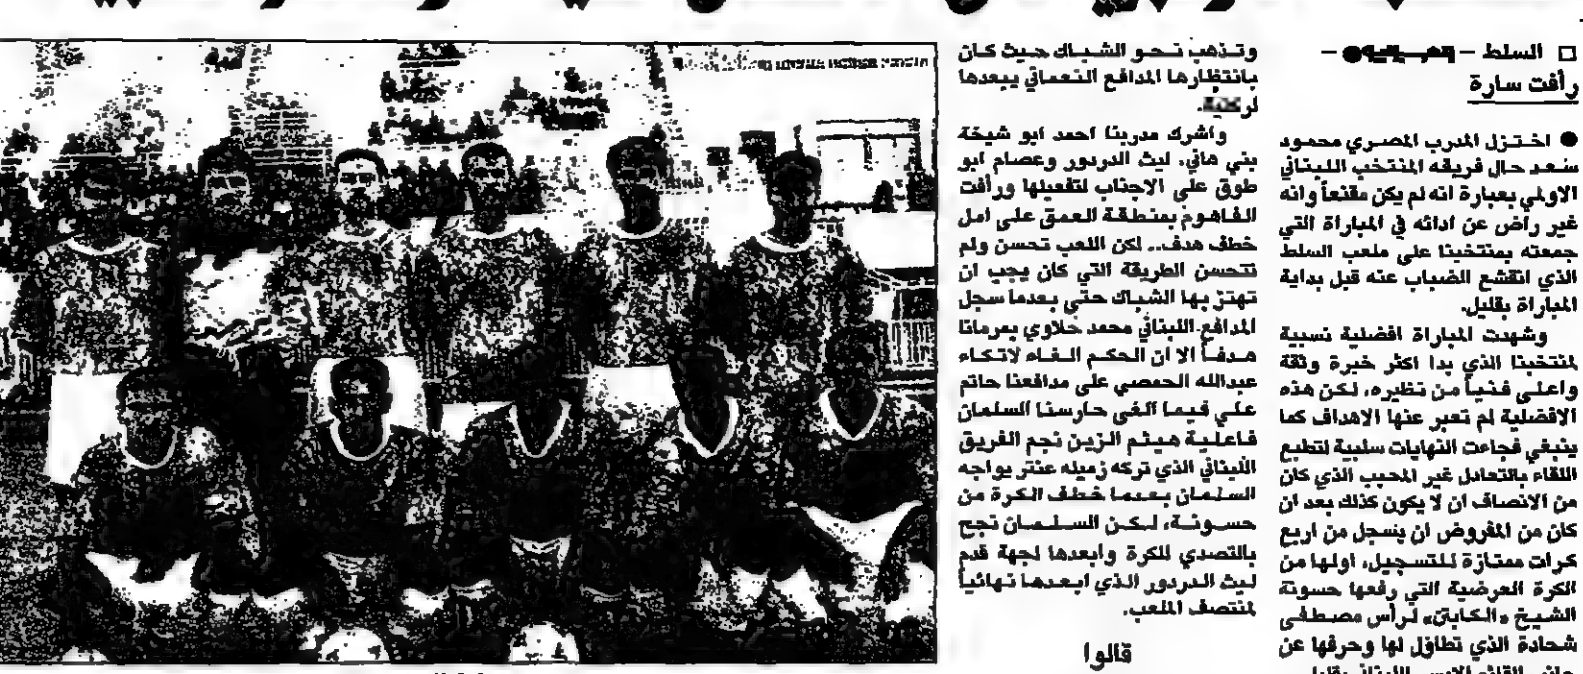 □ السلط –
رأفت سارة
● اختزل المدرب المصري محمود
سعد حال فريقه المنتخب اللبناني
الاولمي بعبارة انه لم يكن مقنعاً وانه
غير راض عن ادائه في المباراة التي
جمعته بمنتخبنا على ملعب السلط
الذي انقشع الضباب عنه قبل بداية
المباراة بقليل.
وشهدت المباراة افضلية نسبية
لمنتخبنا الذي بدا اكثر خبرة وثقة
واعلى فنياً من نظيره، لكن هذه
الافضلية لم تعبر عنها الاهداف كما
ينبغي فجاءت النهايات سلبية لتطبع
اللقاء بالتعادل غير المحبب الذي كان
من الانصاف ان لا يكون كذلك بعد ان
كان من المفروض ان ينسجل من اربع
كرات ممتازة للتسجيل، اولها من
الكرة العرضية التي رفعها حسونة
الشيخ «الكابتن» لرأس مصطفى
شحادة الذي تطاول لها وحرفها عن
وتذهب نحو الشباك حيث كان
بانتظارها المدافع النعماني يبعدها
لركنية.
واشرك مدربنا احمد ابو شيخة
بني هاني، ليث الدردور وعصام ابو
طوق على الاجناب لتفعيلها ورأفت
الفاهوم بمنطقة العمق على امل
خطف هدف.. لكن اللعب تحسن ولم
تتحسن الطريقة التي كان يجب ان
تهتز بها الشباك حتى بعدما سجل
المدافع اللبناني محمد حلاوي بمرمانا
هدفاً الا ان الحكم الغاه لاتكاء
عبدالله الحمصي على مدافعنا حاتم
علي فيما الغى حارسنا السلمان
فاعلية هيثم الزين نجم الفريق
اللبناني الذي تركه زميله عنتر يواجه
السلمان بعدما خطف الكرة من
حسونة، لكن السلمان نجح
بالتصدي للكرة وابعدها لجهة قدم
ليث الدردور الذي ابعدها نهائياً
لمنتصف الملعب.
قالوا